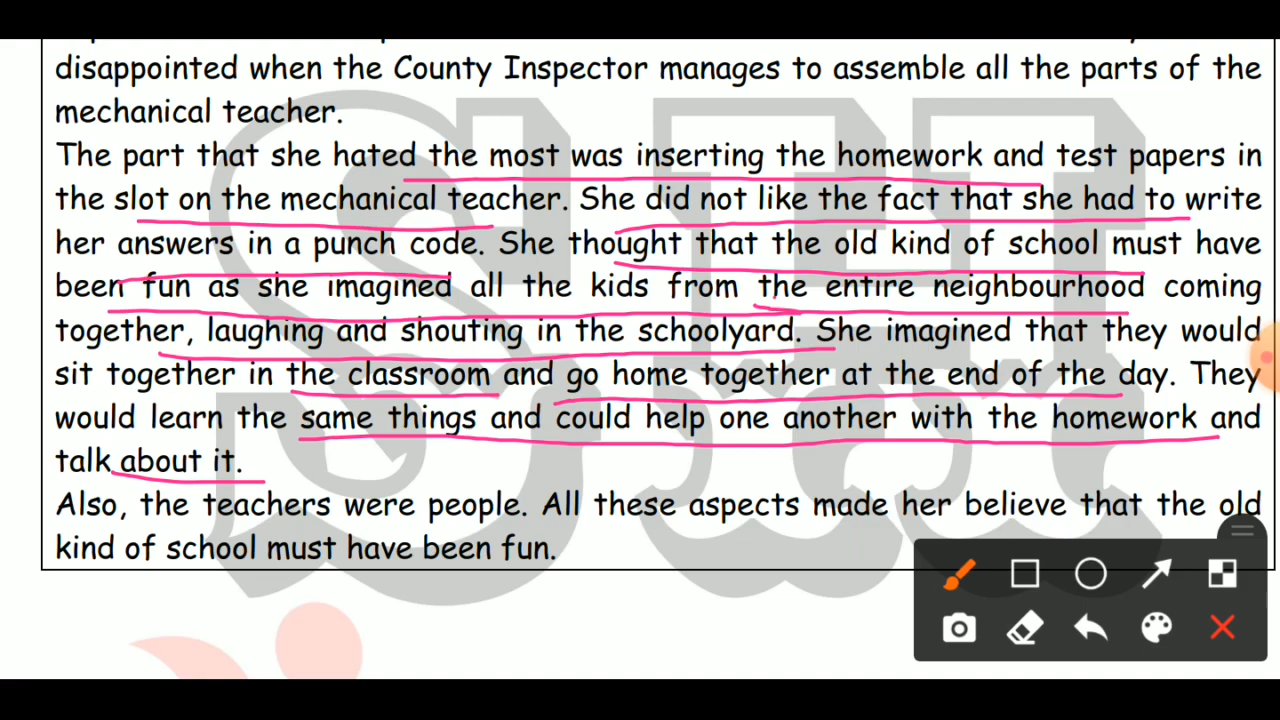 disappointed when the County Inspector manages to assemble all the parts of the
mechanical teacher.
The part that she hated the most was inserting the homework and test papers in
the slot on the mechanical teacher. She did not like the fact that she had to write
her answers in a punch code. She thought that the old kind of school must have
been fun as she imagined all the kids from the entire neighbourhood coming
together, laughing and shouting in the schoolyard. She imagined that they would
sit together in the classroom and go home together at the end of the day. They
would learn the same things and could help one another with the homework and
talk about it.
Also, the teachers were people. All these aspects made her believe that the old
kind of school must have been fun.